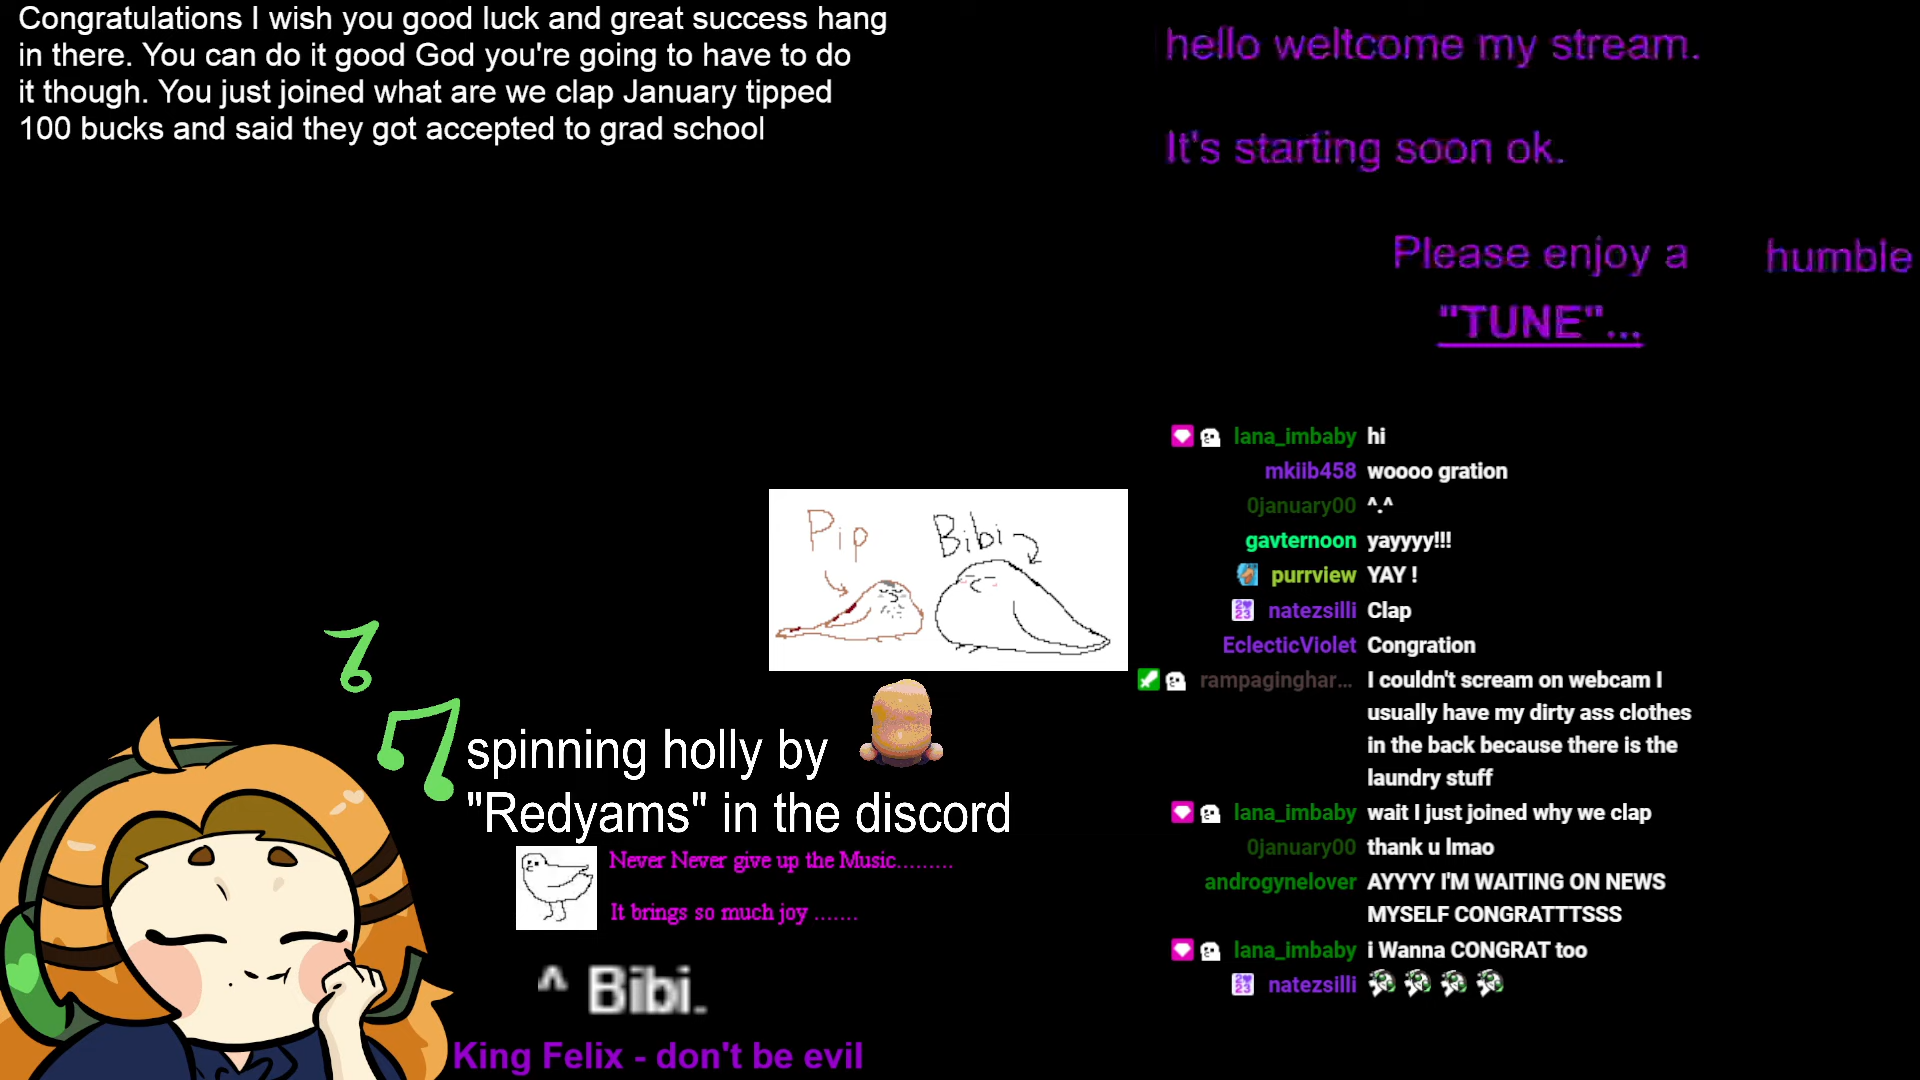 Congratulations I wish you good luck and great success hang
in there. You can do it good God you're going to have to do
it though. You just joined what are we clap January tipped
100 bucks and said they got accepted to grad school
hello weltcome my stream.
It's starting soon ok.
Please enjoy a humble
"TUNE"...
Pip
Bibi
lana_imbaby hi
mkiib458 woooo gration
0january00 ^.^
gavternoon yayyyy!!!
purrview YAY !
natezsilli Clap
EclecticViolet Congration
rampaginghar... I couldn't scream on webcam I
usually have my dirty ass clothes
in the back because there is the
laundry stuff
lana_imbaby wait I just joined why we clap
0january00 thank u lmao
androgynelover AYYYY I'M WAITING ON NEWS
MYSELF CONGRATTTSSS
lana_imbaby i Wanna CONGRAT too
natezsilli
spinning holly by
"Redyams" in the discord
Never Never give up the Music.........
It brings so much joy .......
^ Bibi.
King Felix - don't be evil